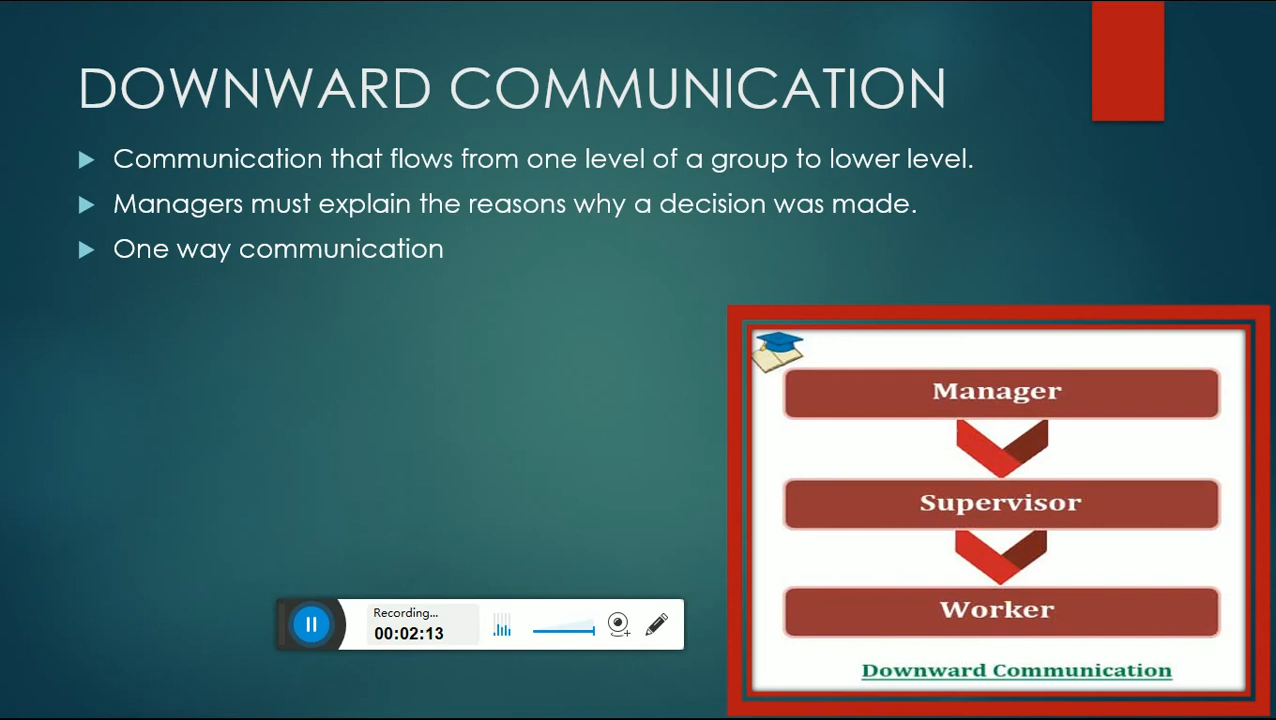 DOWNWARD COMMUNICATION
Communication that flows from one level of a group to lower level.
Managers must explain the reasons why a decision was made.
One way communication
Manager
Supervisor
Worker
Downward Communication
Recording...
00:02:13